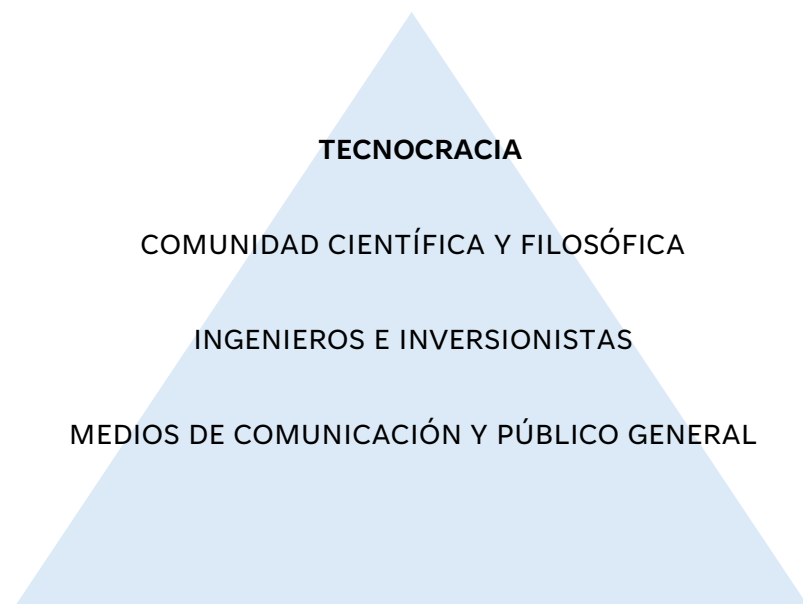 TECNOCRACIA
COMUNIDAD CIENTÍFICA Y FILOSÓFICA
INGENIEROS E INVERSIONISTAS
MEDIOS DE COMUNICACIÓN Y PÚBLICO GENERAL